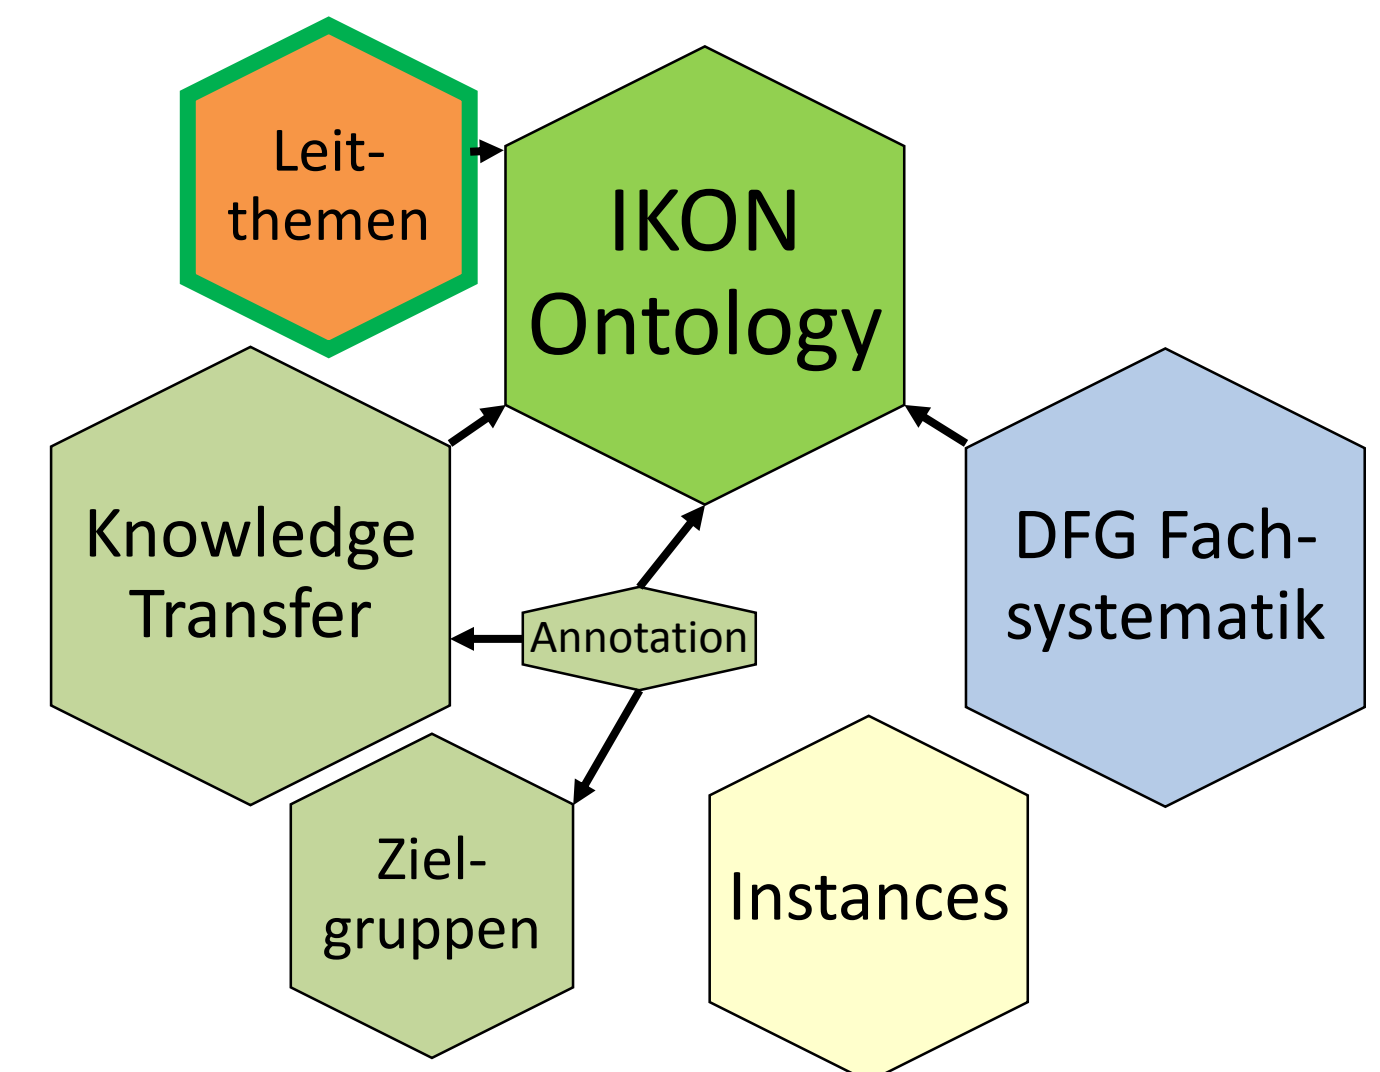 Leit-
themen
IKON
Ontology
Knowledge
Transfer
DFG Fach-
systematik
Annotation
Ziel-
gruppen
Instances